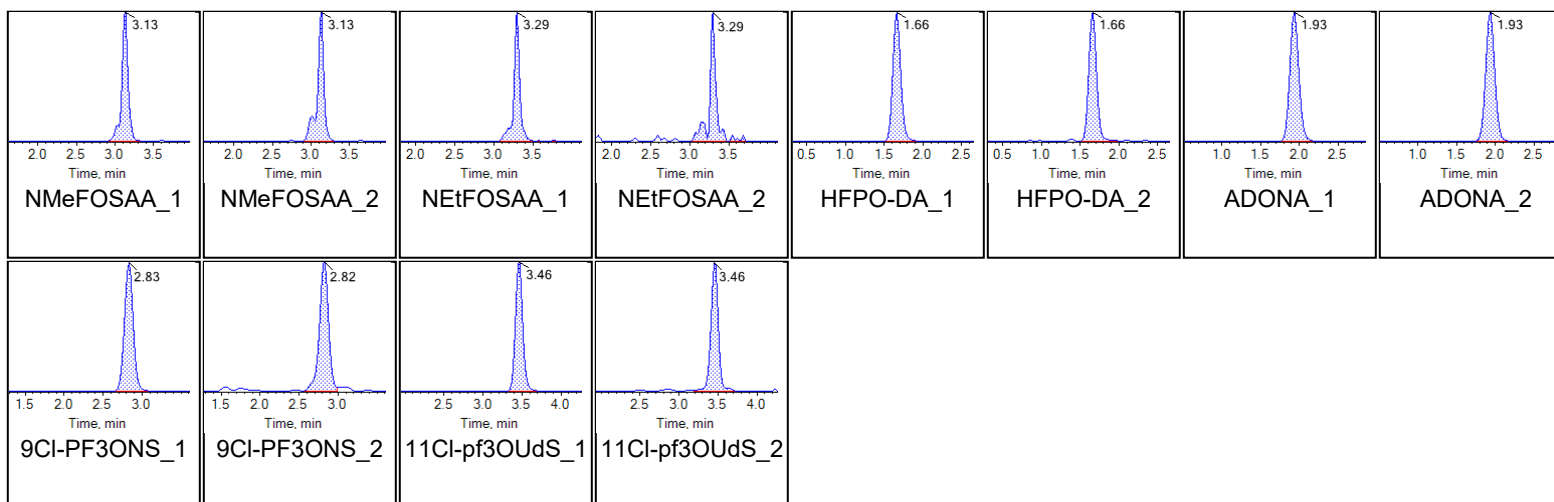 3.13 3.13 3.29 3.29 1.66 1.66 1.93 1.93
2.0 2.5 3.0 3.5 2.0 2.5 3.0 3.5 2.0 2.5 3.0 3.5 2.0 2.5 3.0 3.5 0.5 1.0 1.5 2.0 2.5 0.5 1.0 1.5 2.0 2.5 1.0 1.5 2.0 2.5 1.0 1.5 2.0 2.5
Time, min Time, min Time, min Time, min Time, min Time, min Time, min Time, min
NMeFOSAA_1 NMeFOSAA_2 NEtFOSAA_1 NEtFOSAA_2 HFPO-DA_1 HFPO-DA_2 ADONA_1 ADONA_2
2.83 2.82 3.46 3.46
1.5 2.0 2.5 3.0 1.5 2.0 2.5 3.0 2.5 3.0 3.5 4.0 2.5 3.0 3.5 4.0
Time, min Time, min Time, min Time, min
9Cl-PF3ONS_1 9Cl-PF3ONS_2 11Cl-pf3OUdS_1 11Cl-pf3OUdS_2